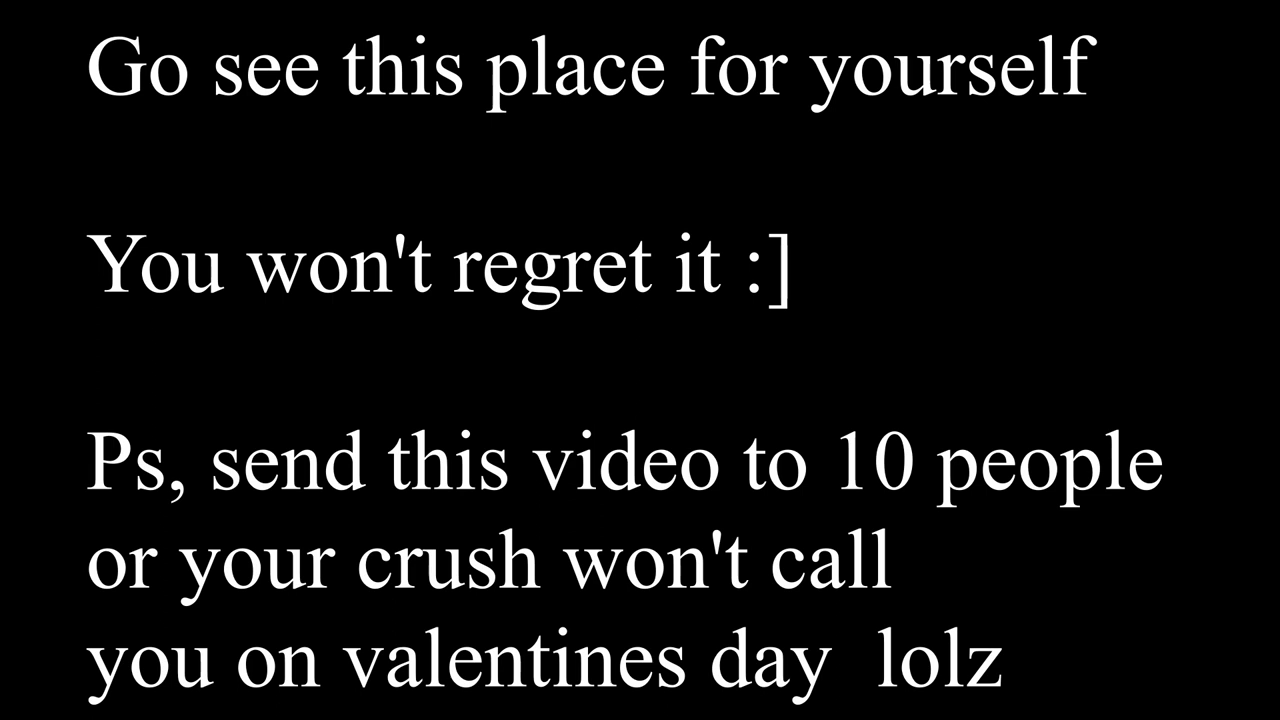 Go see this place for yourself
You won't regret it :]
Ps, send this video to 10 people
or your crush won't call
you on valentines day  lolz